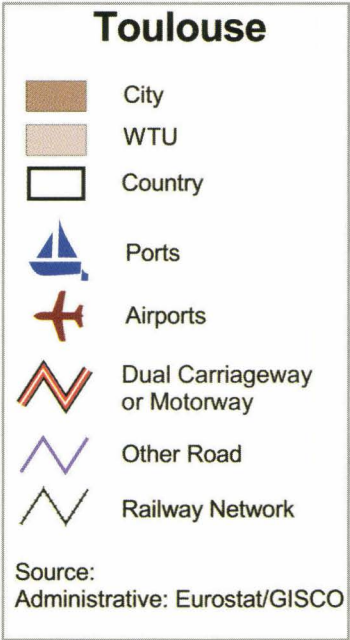 Toulouse
City
WTU
Country
Ports
Airports
Dual Carriageway
or Motorway
Other Road
Railway Network
Source:
Administrative: Eurostat/GISCO